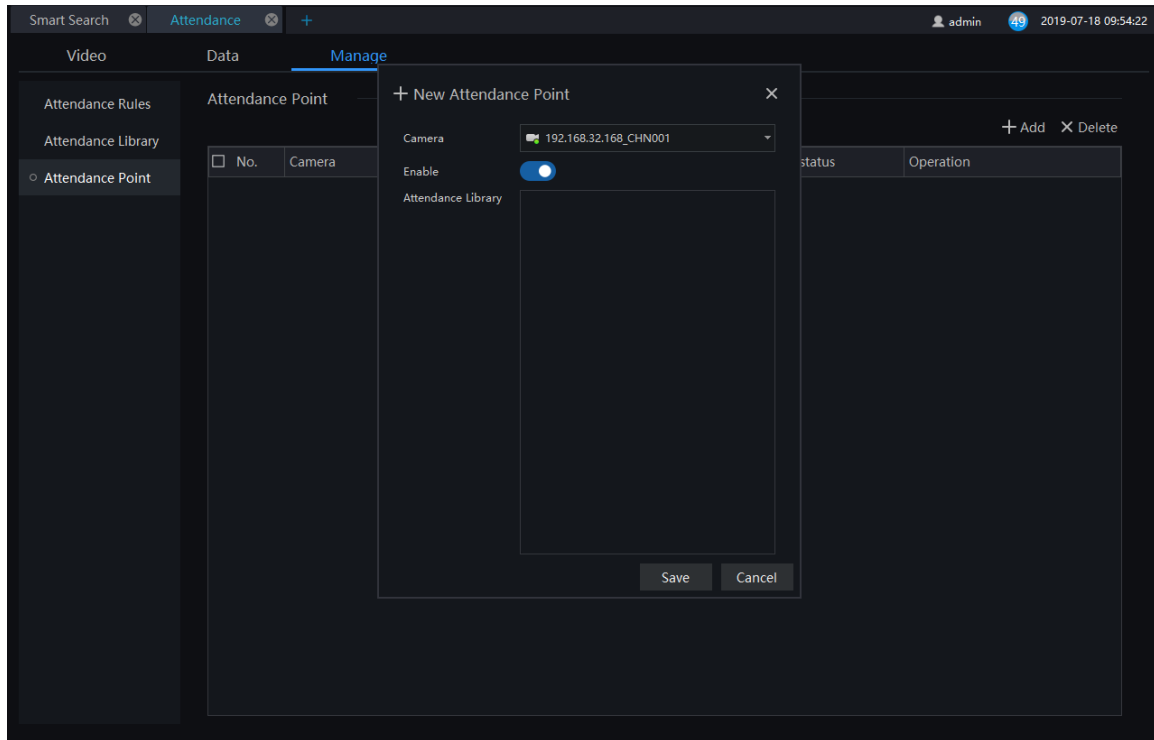 Smart Search Attendance + admin 49 2019-07-18 09:54:22
Video Data Manage
Attendance Rules
Attendance Library
Attendance Point
Attendance Point
Add Delete
No. Camera status Operation
New Attendance Point
Camera 192.168.32.168_CHN001
Enable
Attendance Library
Save Cancel